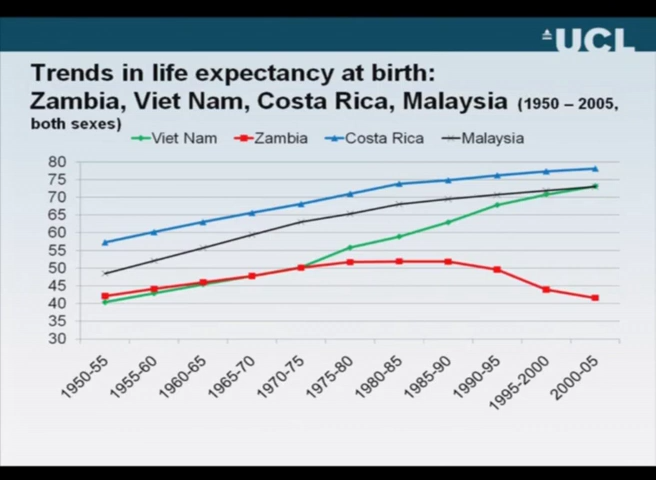 UCL
Trends in life expectancy at birth:
Zambia, Viet Nam, Costa Rica, Malaysia (1950 – 2005,
both sexes)
Viet Nam Zambia Costa Rica Malaysia
80
75
70
65
60
55
50
45
40
35
30
1950-55 1955-60 1960-65 1965-70 1970-75 1975-80 1980-85 1985-90 1990-95 1995-2000 2000-05